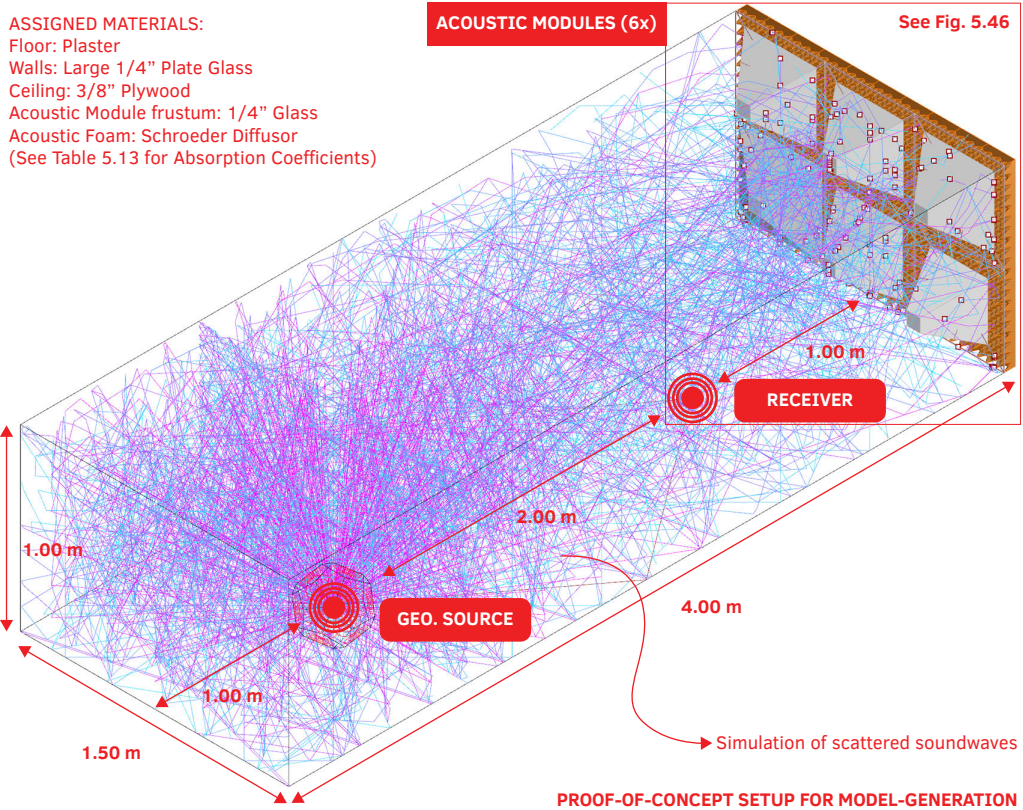 ASSIGNED MATERIALS:
Floor: Plaster
Walls: Large 1/4” Plate Glass
Ceiling: 3/8” Plywood
Acoustic Module frustum: 1/4” Glass
Acoustic Foam: Schroeder Diffusor
(See Table 5.13 for Absorption Coefficients)
ACOUSTIC MODULES (6x)
See Fig. 5.46
1.00 m
RECEIVER
2.00 m
1.00 m
GEO. SOURCE
4.00 m
1.00 m
1.50 m
Simulation of scattered soundwaves
PROOF-OF-CONCEPT SETUP FOR MODEL-GENERATION